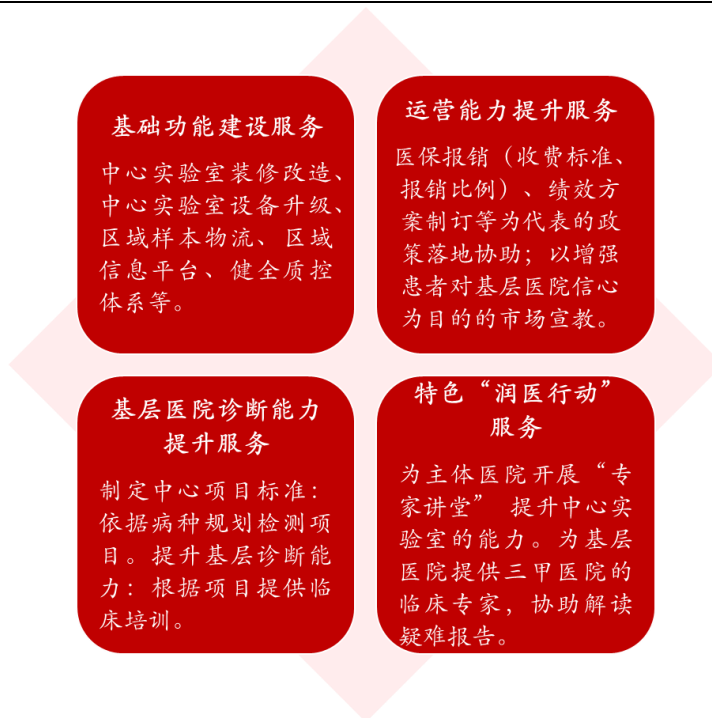 基础功能建设服务
中心实验室装修改造、
中心实验室设备升级、
区域样本物流、区域
信息平台、健全质控
体系等。
运营能力提升服务
医保报销（收费标准、
报销比例）、绩效方
案制订等为代表的政
策落地协助；以增强
患者对基层医院信心
为目的的市场宣教。
基层医院诊断能力
提升服务
制定中心项目标准：
依据病种规划检测项
目。提升基层诊断能
力：根据项目提供临
床培训。
特色“润医行动”
服务
为主体医院开展“专
家讲堂” 提升中心实
验室的能力。为基层
医院提供三甲医院的
临床专家，协助解读
疑难报告。